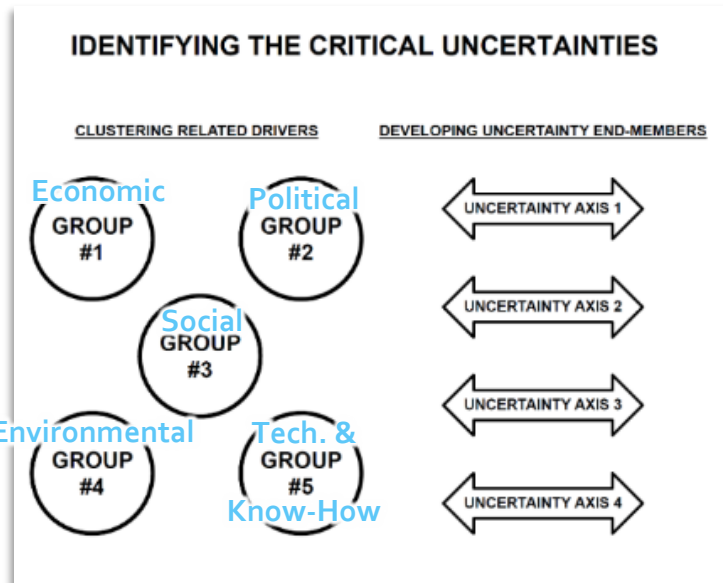 IDENTIFYING THE CRITICAL UNCERTAINTIES
CLUSTERING RELATED DRIVERS
DEVELOPING UNCERTAINTY END-MEMBERS
Economic
GROUP
#1
Political
GROUP
#2
Social
GROUP
#3
Environmental
GROUP
#4
Tech. &
GROUP
#5
Know-How
UNCERTAINTY AXIS 1
UNCERTAINTY AXIS 2
UNCERTAINTY AXIS 3
UNCERTAINTY AXIS 4